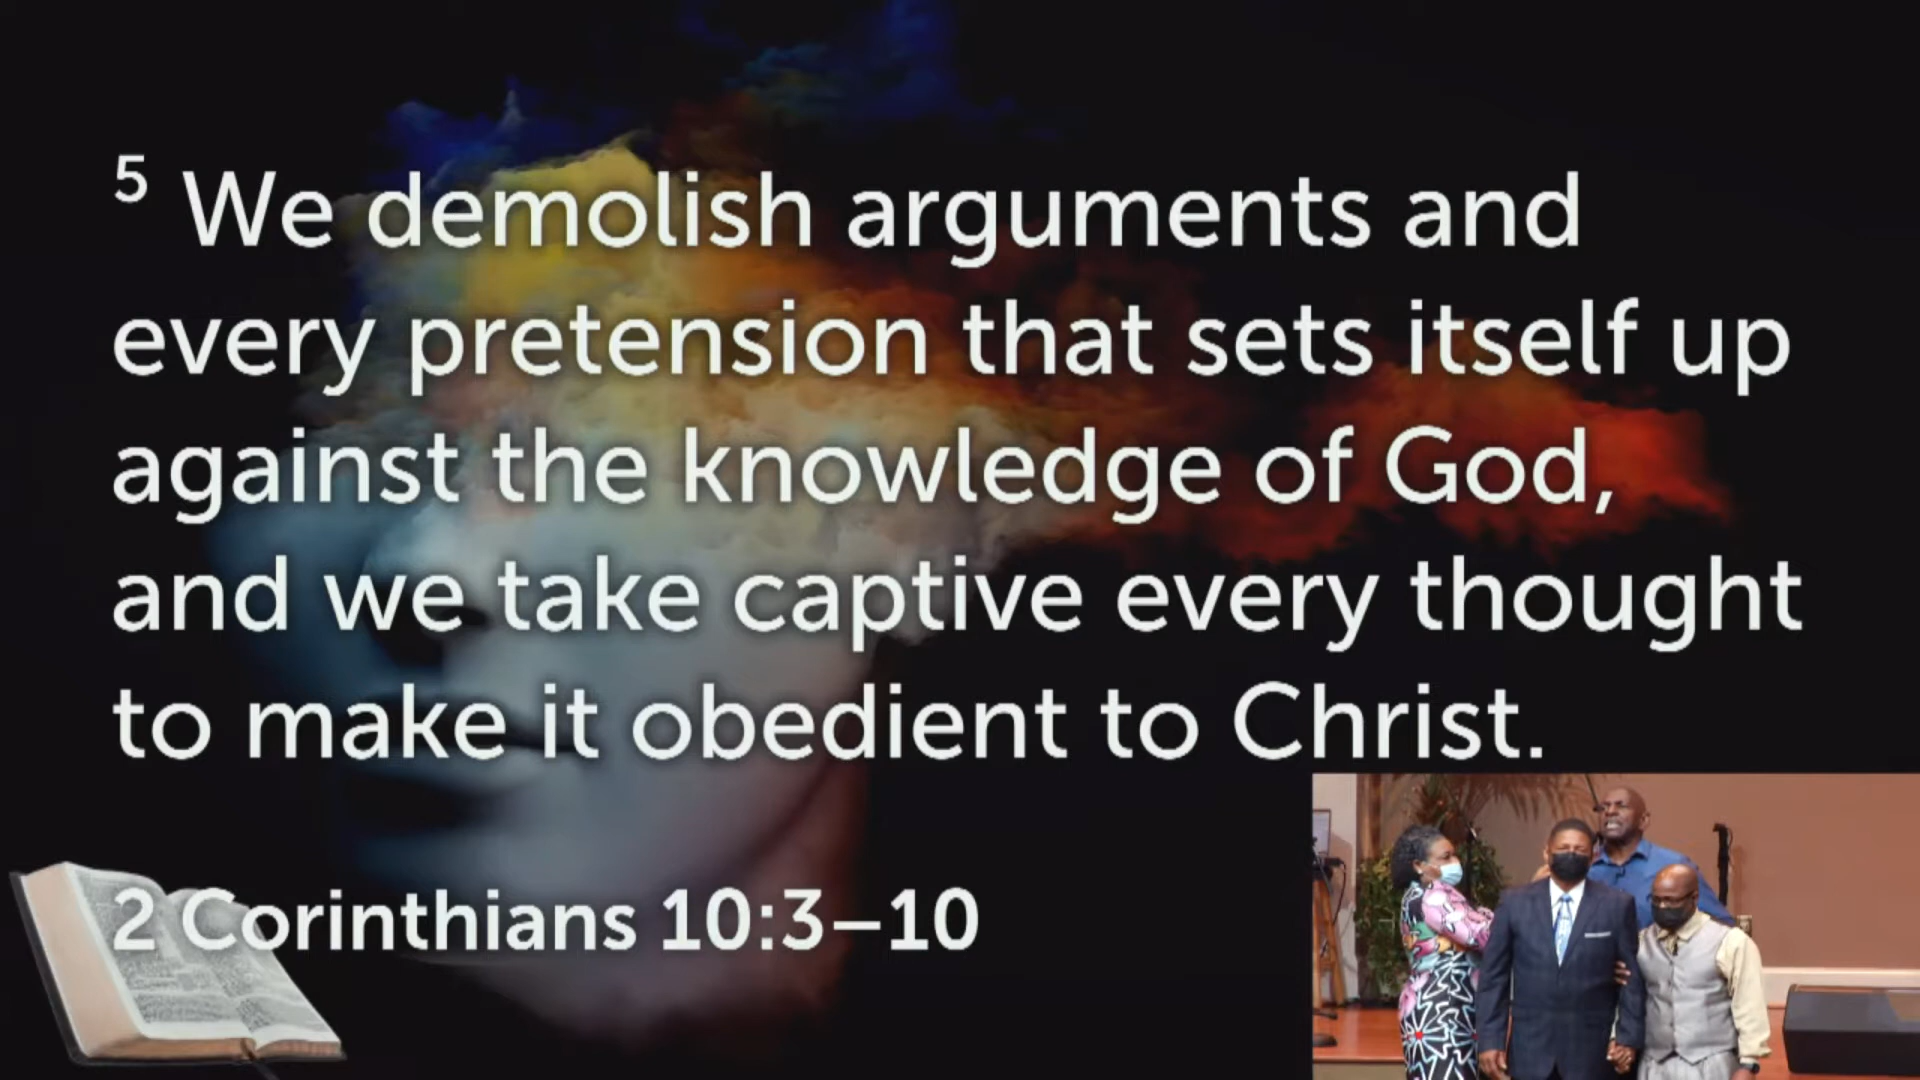 5 We demolish arguments and
every pretension that sets itself up
against the knowledge of God,
and we take captive every thought
to make it obedient to Christ.
2 Corinthians 10:3–10